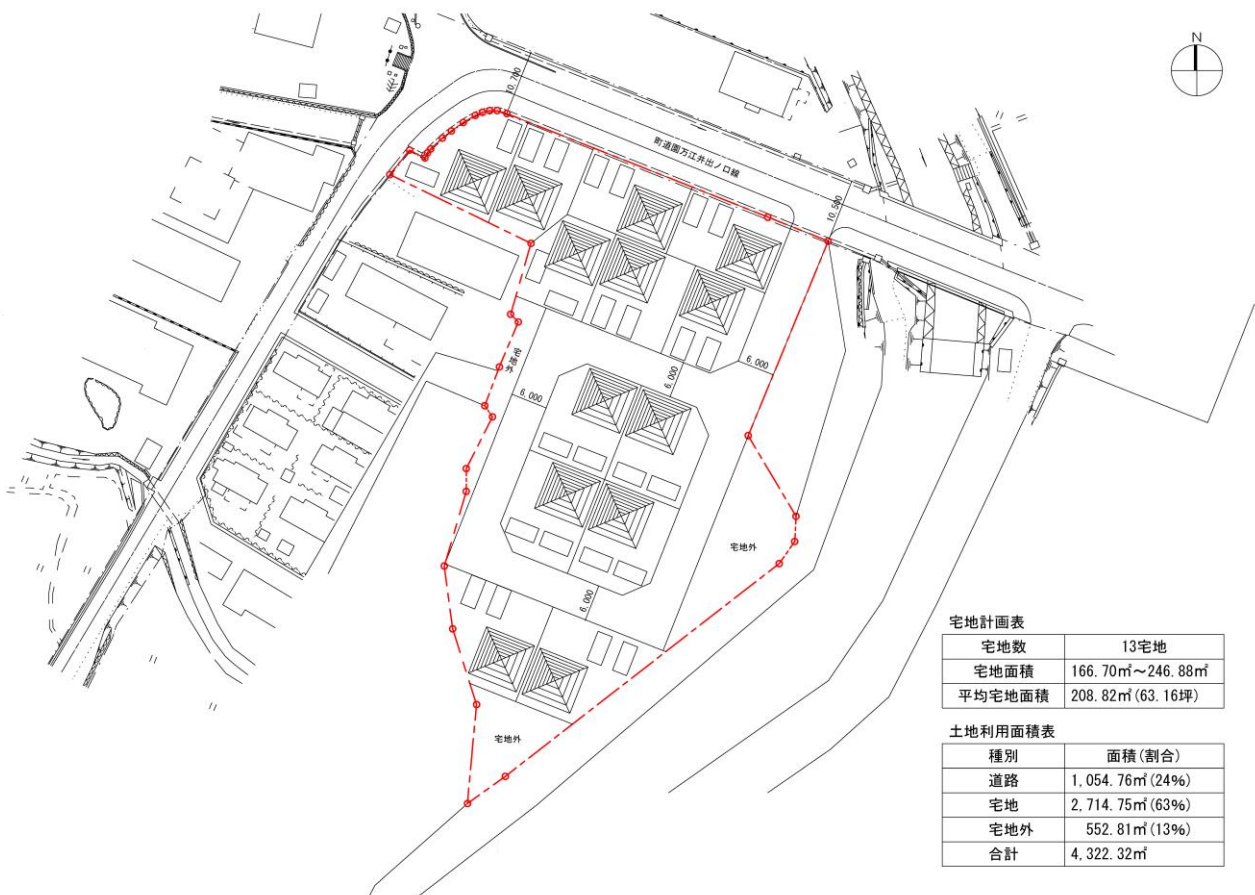 N
10,700
町道園万江井出ノ口線
10,500
宅地外
6,000
6,000
6,000
宅地外
6,000
宅地外
宅地計画表
宅地数 13宅地
宅地面積 166.70㎡～246.88㎡
平均宅地面積 208.82㎡(63.16坪)
土地利用面積表
種別 面積(割合)
道路 1,054.76㎡(24%)
宅地 2,714.75㎡(63%)
宅地外 552.81㎡(13%)
合計 4,322.32㎡